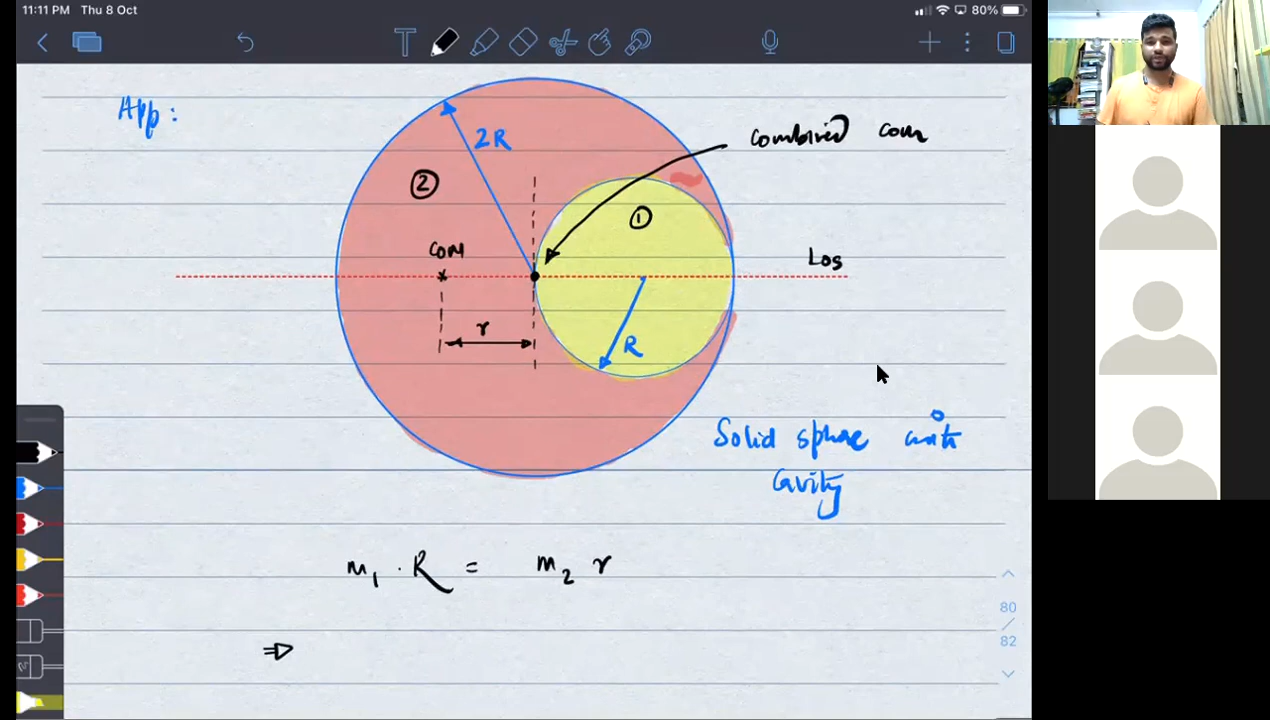 11:11 PM Thu 8 Oct
80%
T
App :
2R
combined com
②
①
com
Los
r
R
Solid sphere with
Cavity
m₁ . R = m₂ r
⇒
80
/
82